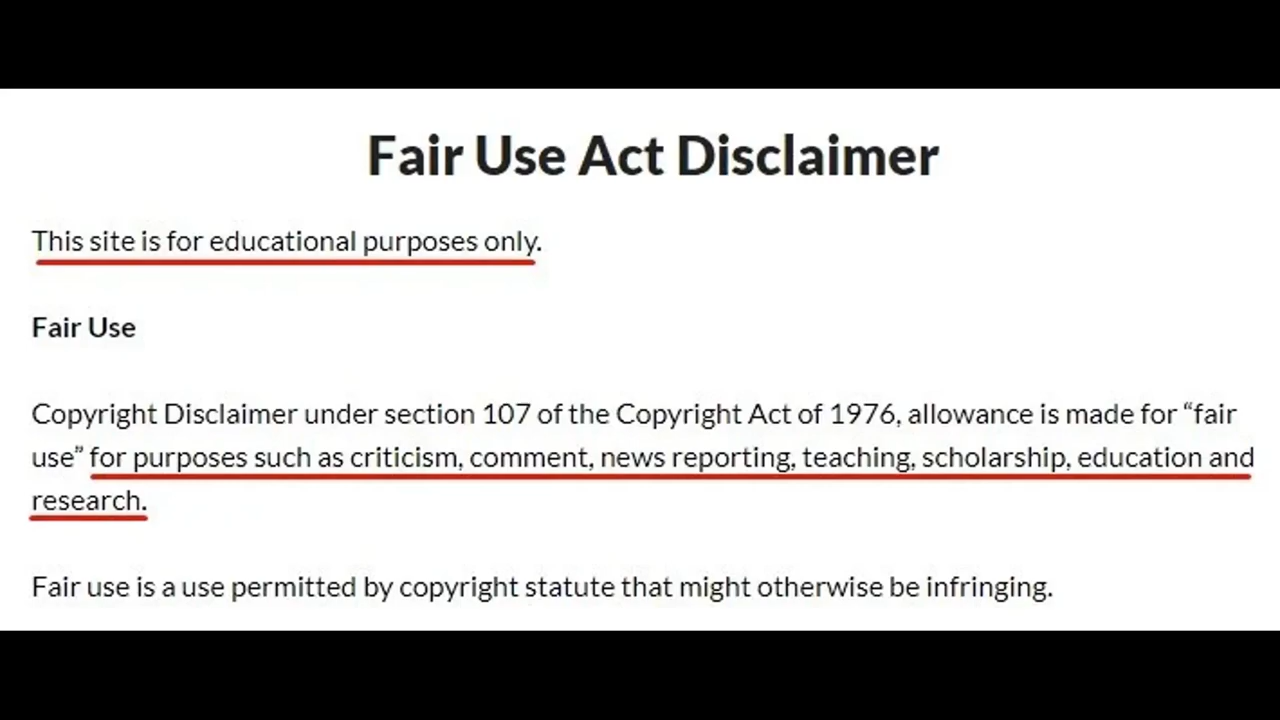 Fair Use Act Disclaimer
This site is for educational purposes only.
Fair Use
Copyright Disclaimer under section 107 of the Copyright Act of 1976, allowance is made for “fair
use” for purposes such as criticism, comment, news reporting, teaching, scholarship, education and
research.
Fair use is a use permitted by copyright statute that might otherwise be infringing.